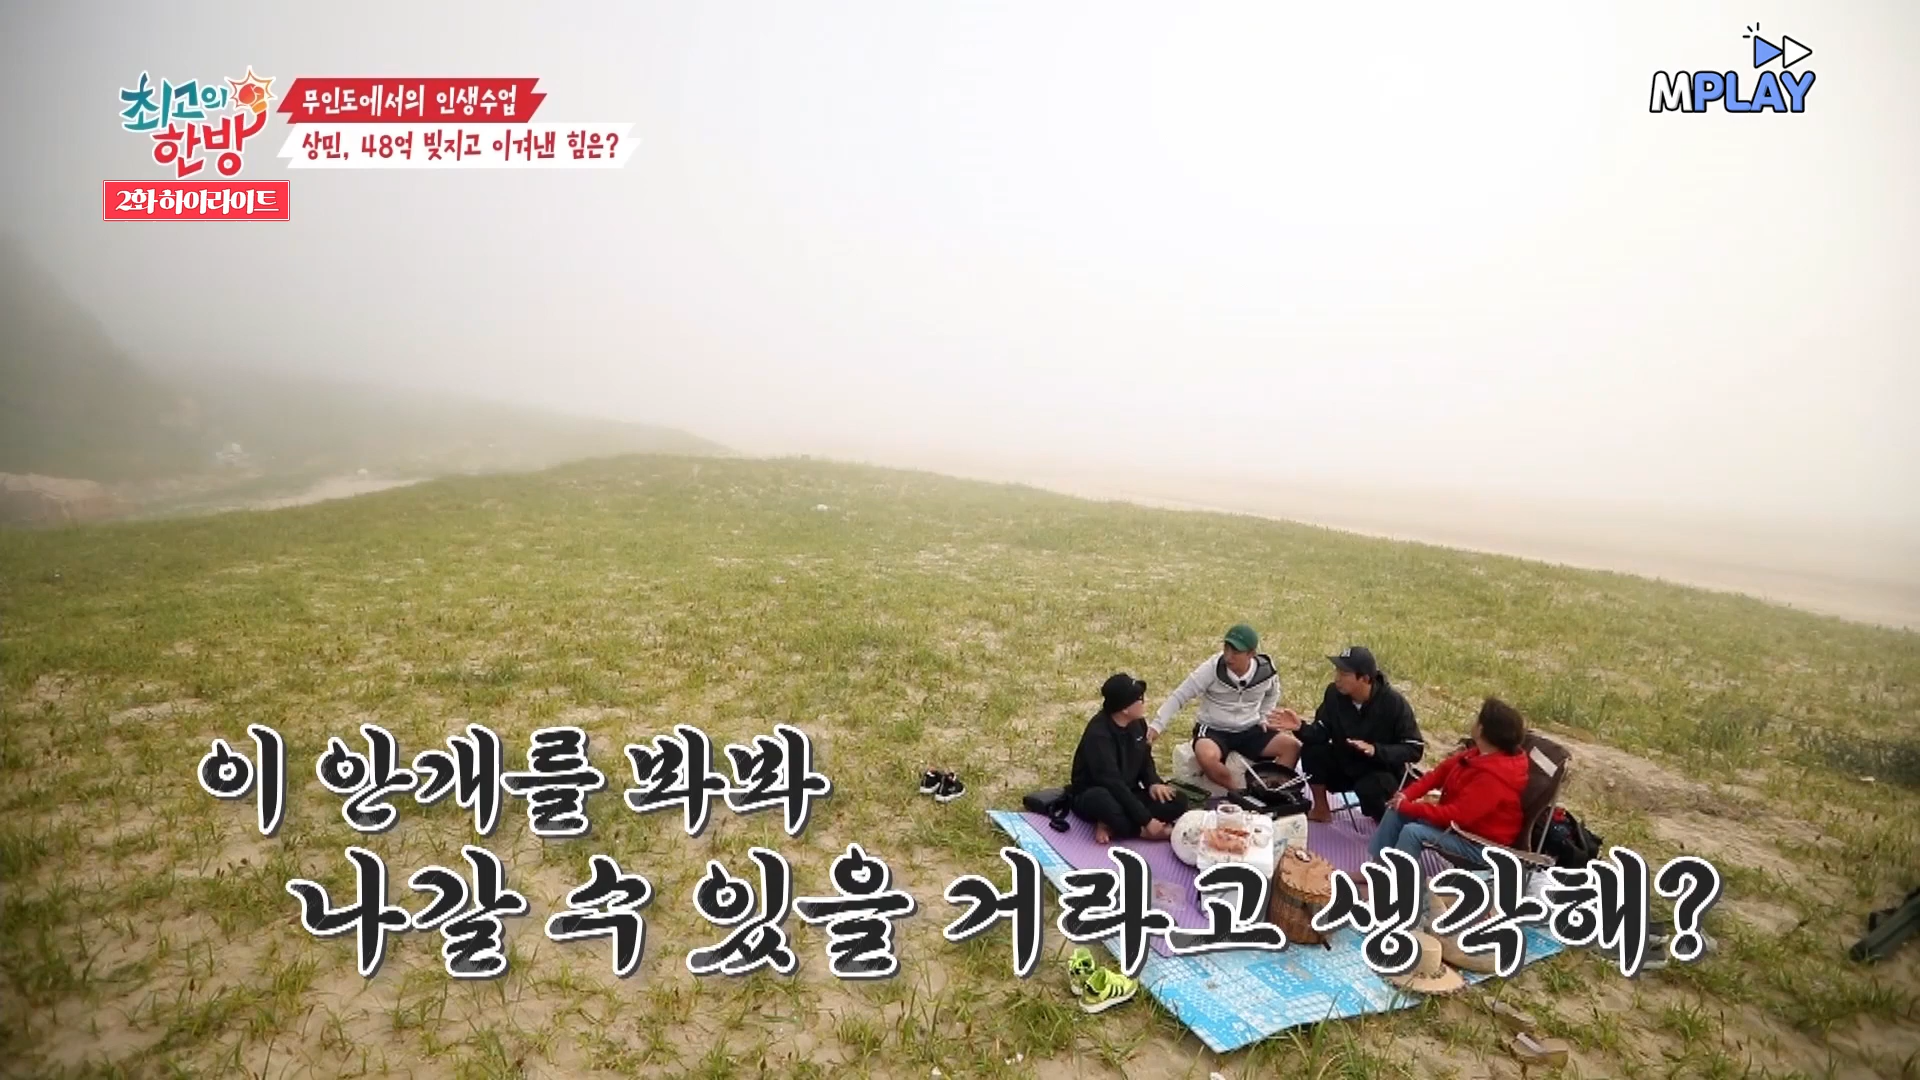 최고의
한방
2화 하이라이트
무인도에서의 인생수업
상민, 48억 빚지고 이겨낸 힘은?
MPLAY
이 안개를 봐봐
나갈 수 있을 거라고 생각해?